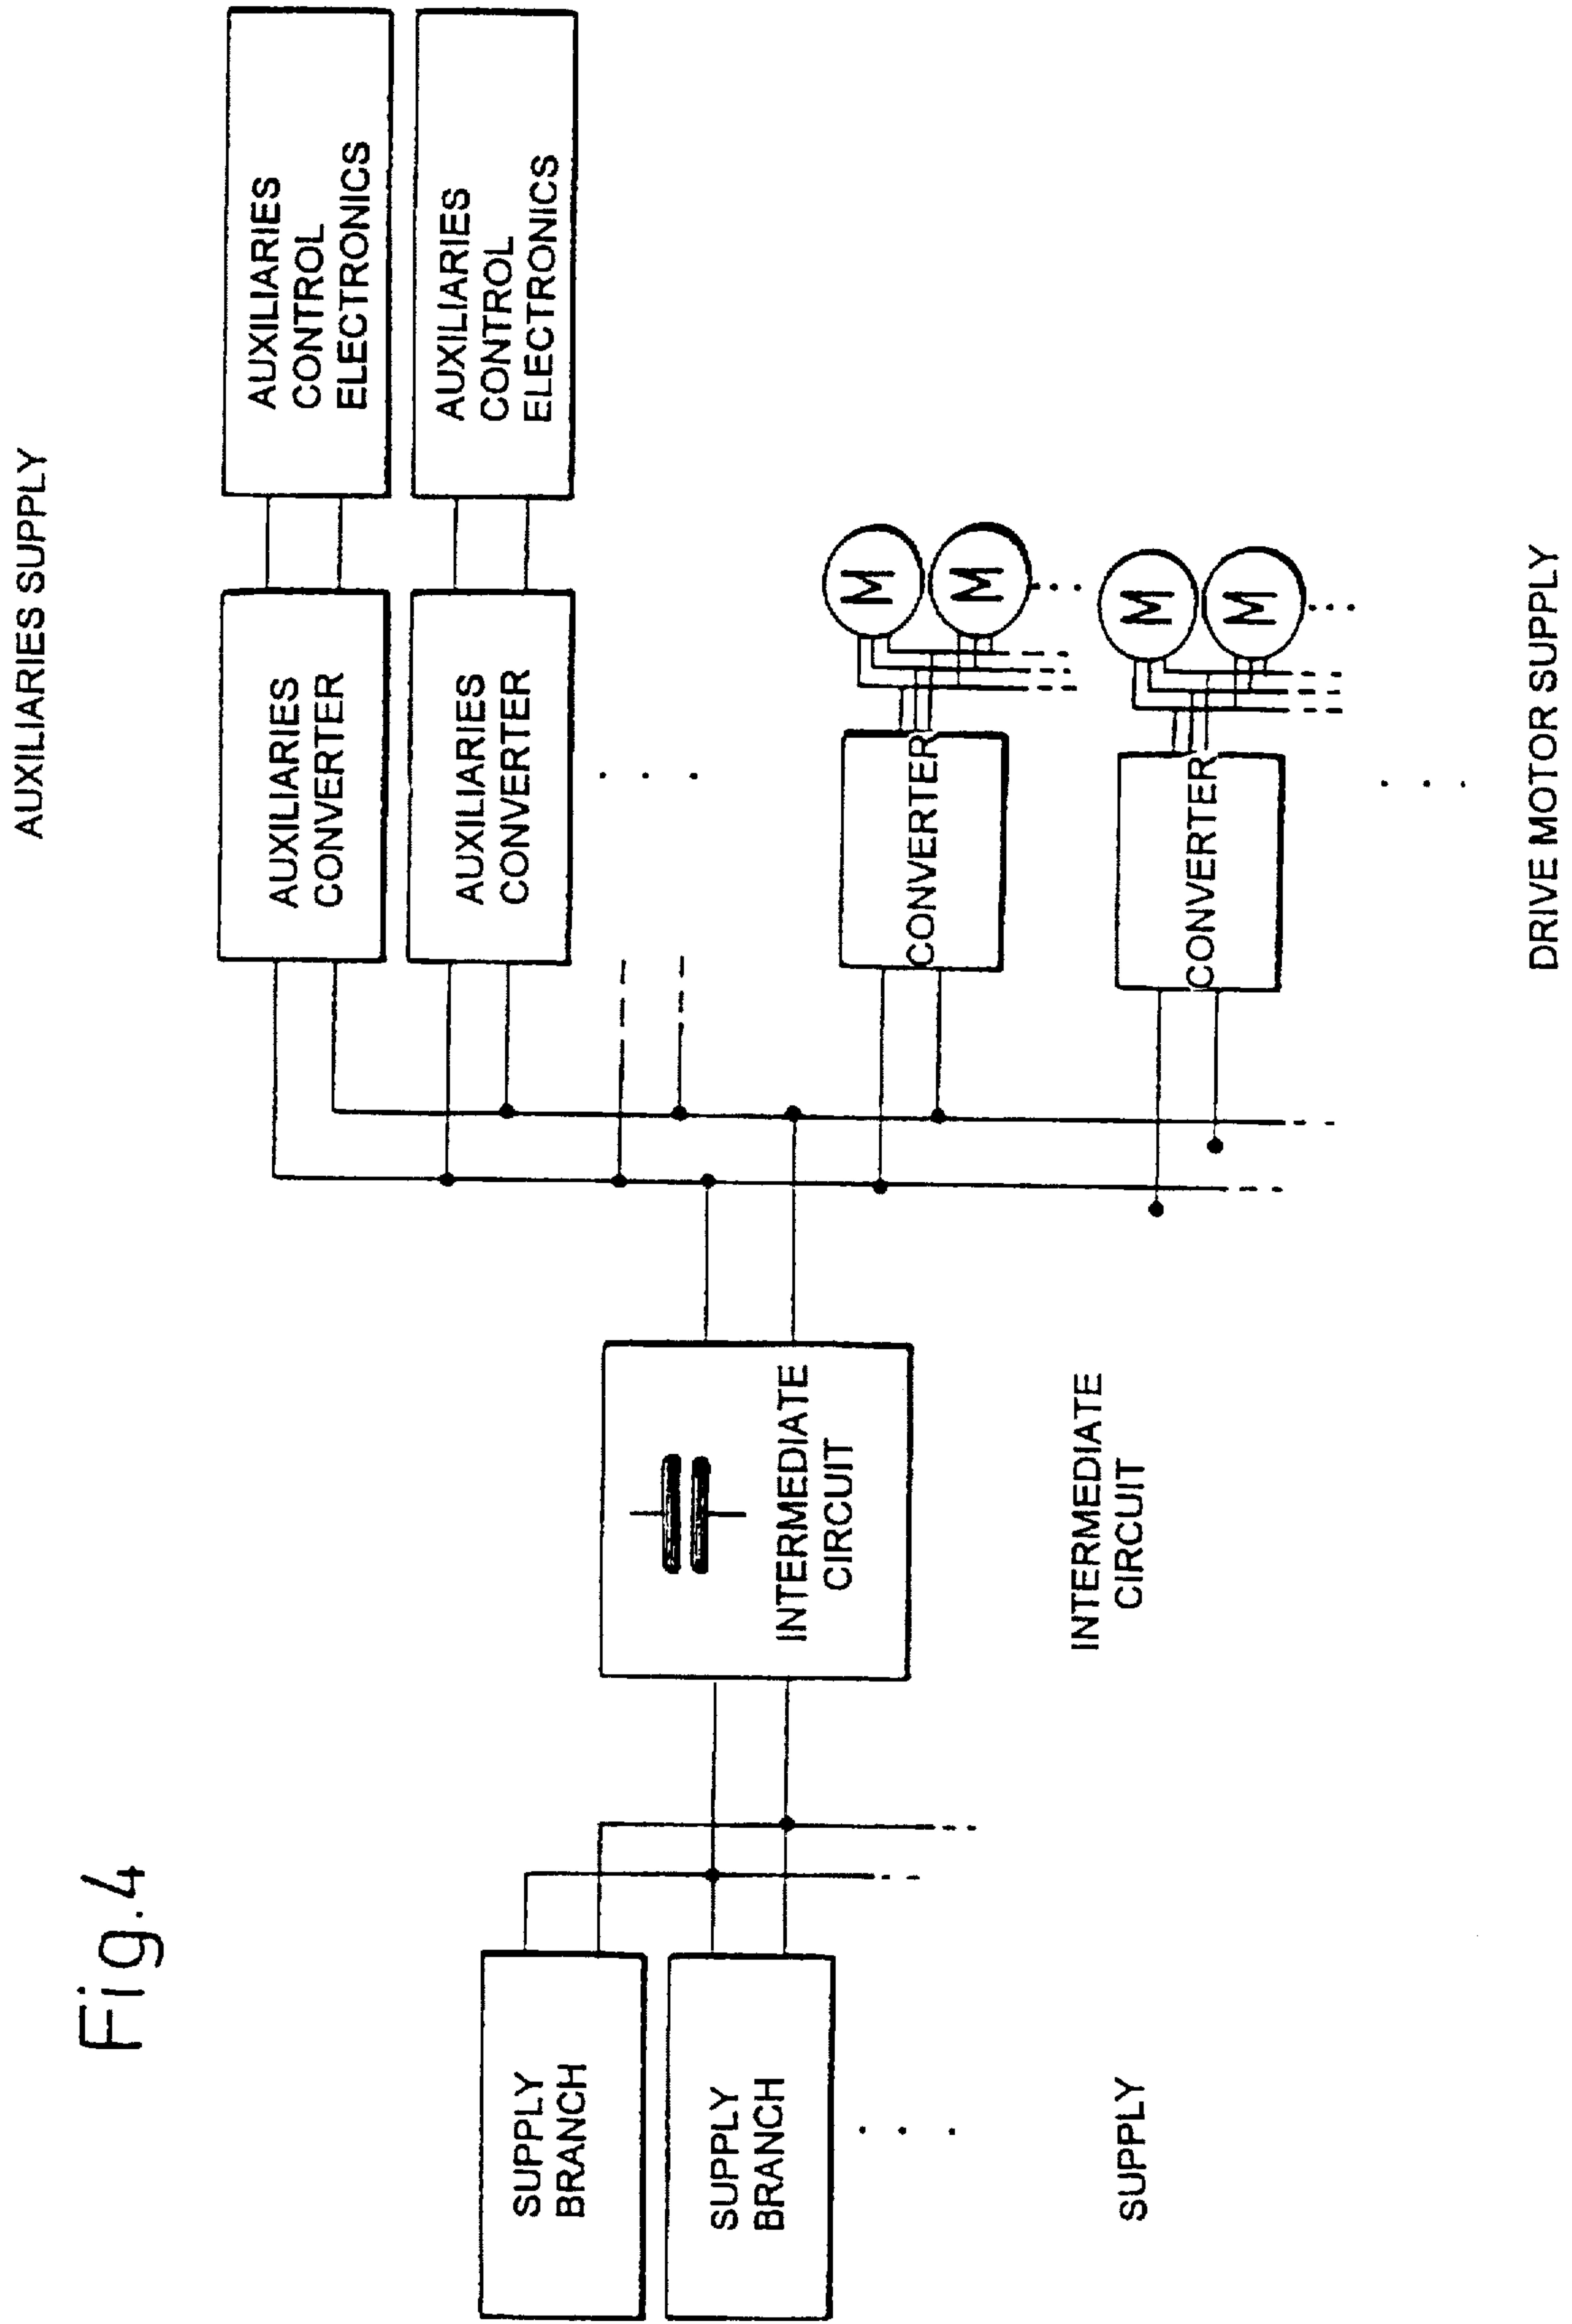 Fig.4
AUXILIARIES SUPPLY
AUXILIARIES
CONVERTER
AUXILIARIES
CONTROL
ELECTRONICS
AUXILIARIES
CONVERTER
AUXILIARIES
CONTROL
ELECTRONICS
SUPPLY
BRANCH
SUPPLY
BRANCH
INTERMEDIATE
CIRCUIT
CONVERTER
M
M
CONVERTER
M
M
SUPPLY
INTERMEDIATE
CIRCUIT
DRIVE MOTOR SUPPLY